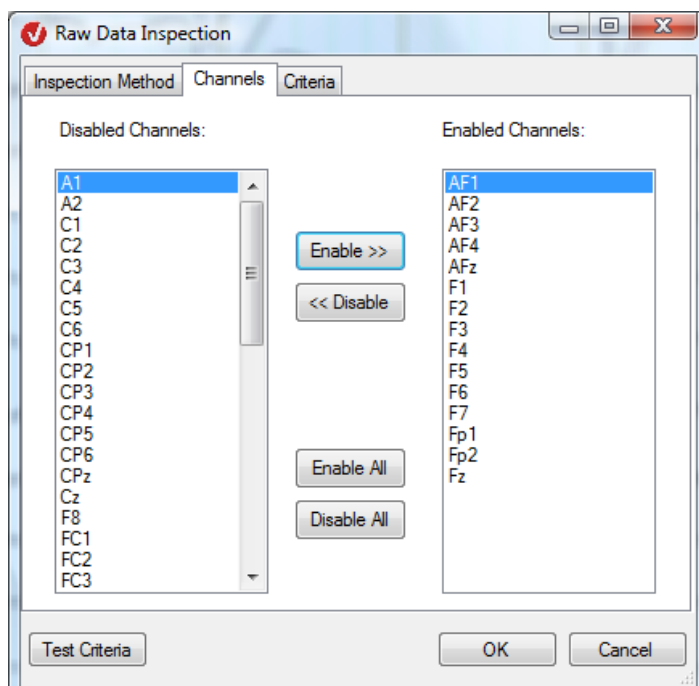 Raw Data Inspection
Inspection Method Channels Criteria
Disabled Channels:
A1
A2
C1
C2
C3
C4
C5
C6
CP1
CP2
CP3
CP4
CP5
CP6
CPz
Cz
F8
FC1
FC2
FC3
Enable >>
<< Disable
Enable All
Disable All
Enabled Channels:
AF1
AF2
AF3
AF4
AFz
F1
F2
F3
F4
F5
F6
F7
Fp1
Fp2
Fz
Test Criteria OK Cancel